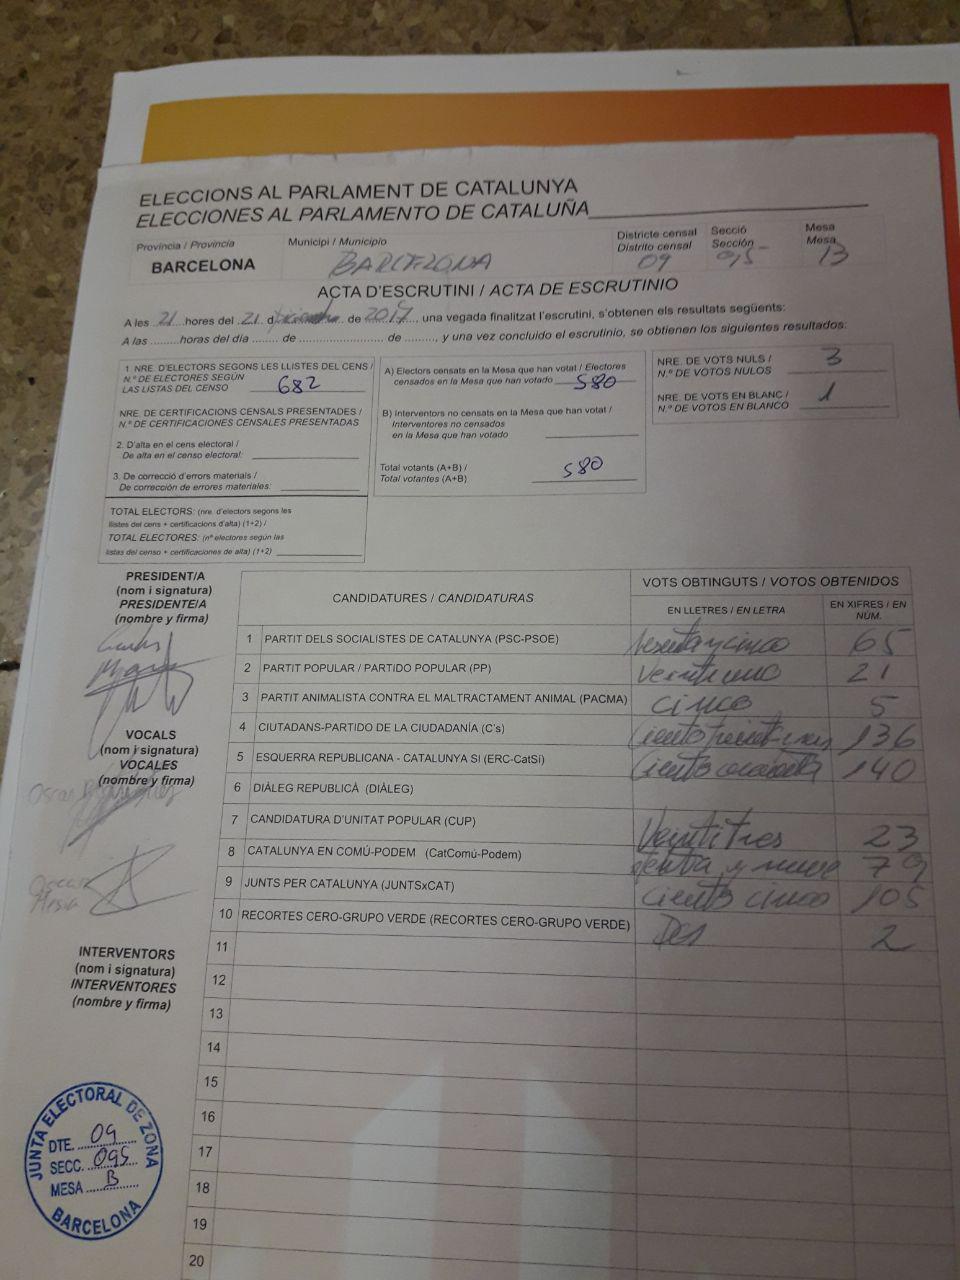 ELECCIONS AL PARLAMENT DE CATALUNYA
ELECCIONES AL PARLAMENTO DE CATALUÑA
Província / Provincia
BARCELONA
Municipi / Municipio
BARCELONA
Districte censal
Distrito censal
09
Secció
Sección
095
Mesa
Mesa
B
ACTA D'ESCRUTINI / ACTA DE ESCRUTINIO
A les 21 hores del 21 d de 2017, una vegada finalitzat l'escrutini, s'obtenen els resultats següents:
A las ......... horas del día ........ de ........................ de .........., y una vez concluido el escrutinio, se obtienen los siguientes resultados:
1 NRE. D'ELECTORS SEGONS LES LLISTES DEL CENS /
N.º DE ELECTORES SEGÚN
LAS LISTAS DEL CENSO 682
NRE. DE CERTIFICACIONS CENSALS PRESENTADES /
N.º DE CERTIFICACIONES CENSALES PRESENTADAS
2. D'alta en el cens electoral /
De alta en el censo electoral:
3. De correcció d'errors materials /
De corrección de errores materiales:
TOTAL ELECTORS: (nre. d'electors segons les
llistes del cens + certificacions d'alta) (1+2) /
TOTAL ELECTORES: (nº electores según las
listas del censo + certificaciones de alta) (1+2)
A) Electors censats en la Mesa que han votat / Electores
censados en la Mesa que han votado 580
B) Interventors no censats en la Mesa que han votat /
Interventores no censados
en la Mesa que han votado
Total votants (A+B) /
Total votantes (A+B) 580
NRE. DE VOTS NULS /
N.º DE VOTOS NULOS 3
NRE. DE VOTS EN BLANC /
N.º DE VOTOS EN BLANCO 1
PRESIDENT/A
(nom i signatura)
PRESIDENTE/A
(nombre y firma)
Carlos
VOCALS
(nom i signatura)
VOCALES
(nombre y firma)
Oscar
Oscar
INTERVENTORS
(nom i signatura)
INTERVENTORES
(nombre y firma)
CANDIDATURES / CANDIDATURAS
VOTS OBTINGUTS / VOTOS OBTENIDOS
EN LLETRES / EN LETRA
EN XIFRES / EN NÚM.
1 PARTIT DELS SOCIALISTES DE CATALUNYA (PSC-PSOE) Sesenta y cinco 65
2 PARTIT POPULAR / PARTIDO POPULAR (PP) Veintiuno 21
3 PARTIT ANIMALISTA CONTRA EL MALTRACTAMENT ANIMAL (PACMA) cinco 5
4 CIUTADANS-PARTIDO DE LA CIUDADANÍA (C's) Ciento 136
5 ESQUERRA REPUBLICANA - CATALUNYA SI (ERC-CatSí) Ciento 140
6 DIÀLEG REPUBLICÀ (DIÀLEG)
7 CANDIDATURA D'UNITAT POPULAR (CUP) Veintitres 23
8 CATALUNYA EN COMÚ-PODEM (CatComú-Podem) y nueve 79
9 JUNTS PER CATALUNYA (JUNTSxCAT) Ciento cinco 105
10 RECORTES CERO-GRUPO VERDE (RECORTES CERO-GRUPO VERDE) Dos 2
11
12
13
14
15
16
17
18
19
20
JUNTA ELECTORAL DE ZONA
DTE. 09
SECC. 095
MESA B
BARCELONA